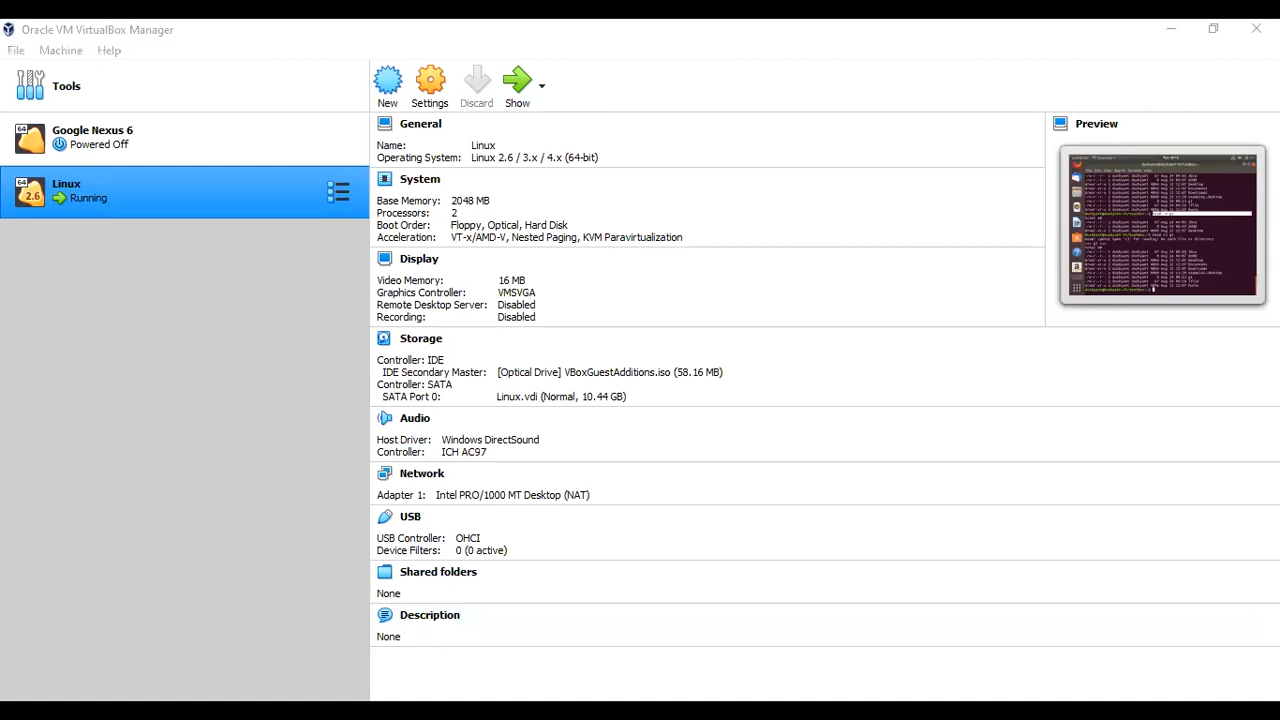 Oracle VM VirtualBox Manager
File Machine Help
Tools
New Settings Discard Show
64
Google Nexus 6
Powered Off
64
2.6
Linux
Running
General
Name: Linux
Operating System: Linux 2.6 / 3.x / 4.x (64-bit)
Preview
System
Base Memory: 2048 MB
Processors: 2
Boot Order: Floppy, Optical, Hard Disk
Acceleration: VT-x/AMD-V, Nested Paging, KVM Paravirtualization
Display
Video Memory: 16 MB
Graphics Controller: VMSVGA
Remote Desktop Server: Disabled
Recording: Disabled
Storage
Controller: IDE
IDE Secondary Master: [Optical Drive] VBoxGuestAdditions.iso (58.16 MB)
Controller: SATA
SATA Port 0: Linux.vdi (Normal, 10.44 GB)
Audio
Host Driver: Windows DirectSound
Controller: ICH AC97
Network
Adapter 1: Intel PRO/1000 MT Desktop (NAT)
USB
USB Controller: OHCI
Device Filters: 0 (0 active)
Shared folders
None
Description
None